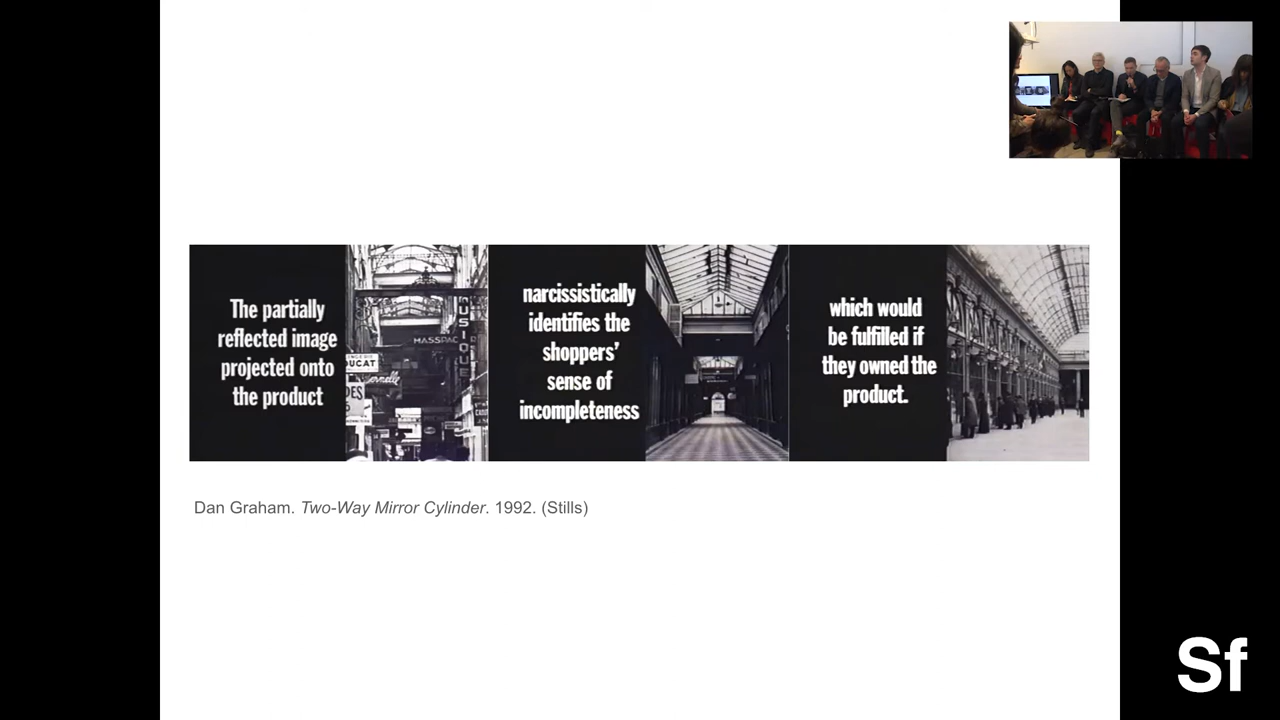 The partially
reflected image
projected onto
the product
MUSIQUE
narcissistically
identifies the
shoppers'
sense of
incompleteness
which would
be fulfilled if
they owned the
product.
Dan Graham. Two-Way Mirror Cylinder. 1992. (Stills)
Sf